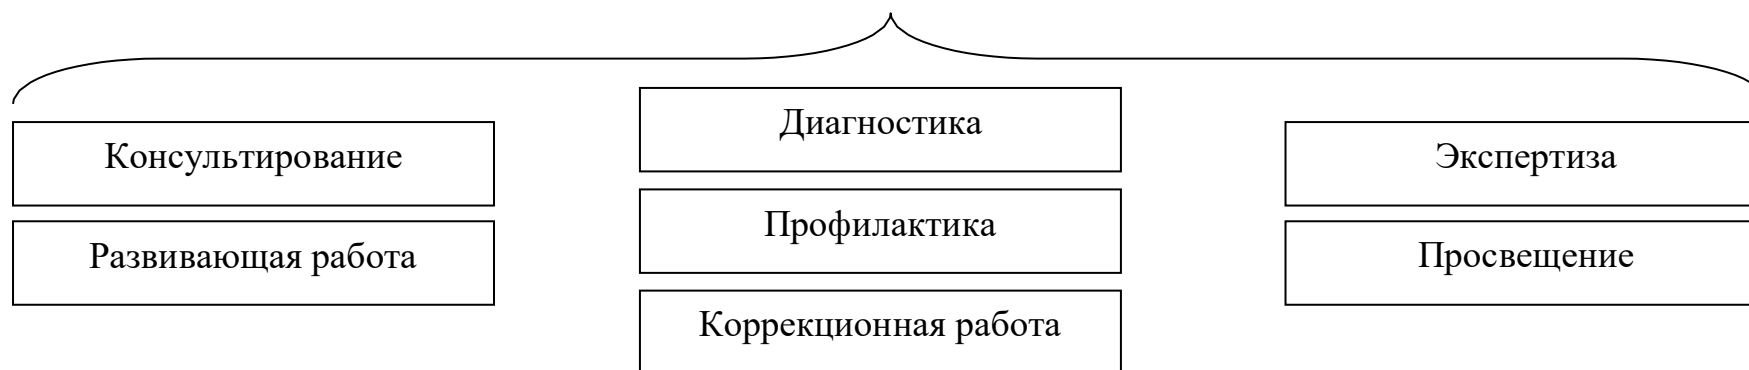 Диагностика
Консультирование
Экспертиза
Профилактика
Развивающая работа
Просвещение
Коррекционная работа